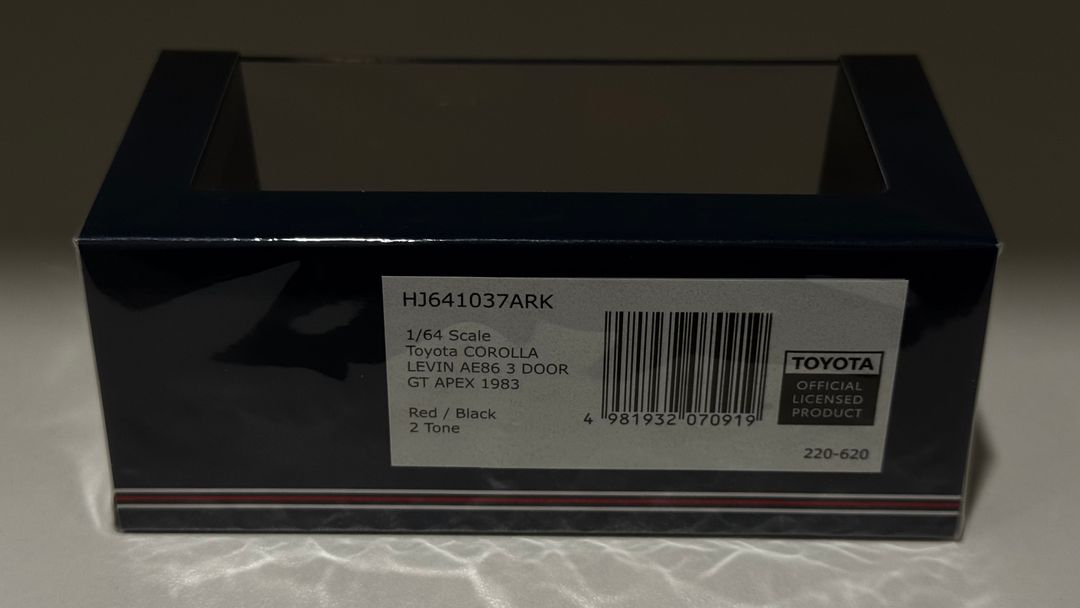 HJ641037ARK
1/64 Scale
Toyota COROLLA
LEVIN AE86 3 DOOR
GT APEX 1983
Red / Black
2 Tone
4 981932 070919
TOYOTA
OFFICIAL
LICENSED
PRODUCT
220-620